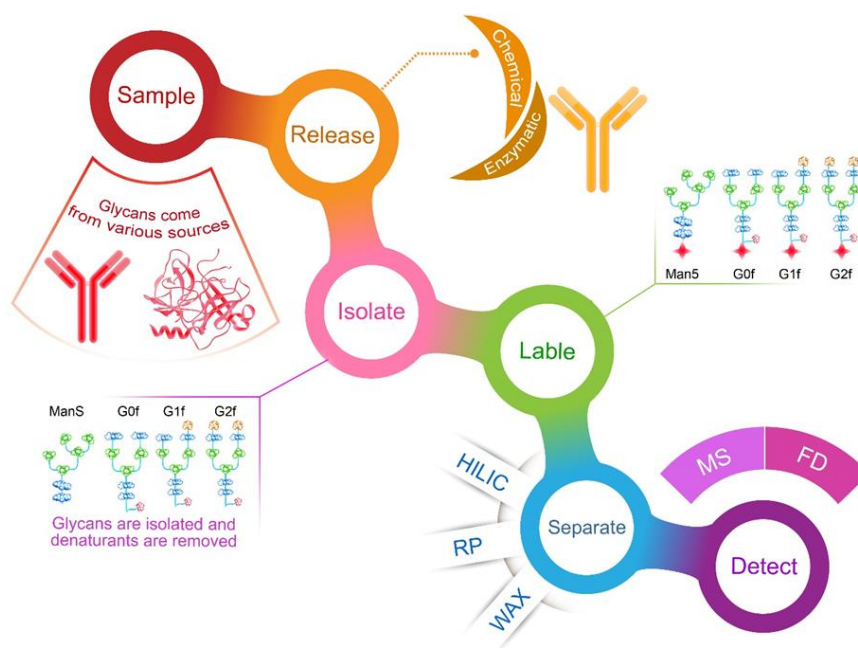 Sample
Release
Chemical
Enzymatic
Glycans come
from various sources
Man5 G0f G1f G2f
Isolate
Lable
ManS G0f G1f G2f
Glycans are isolated and
denaturants are removed
HILIC
RP
WAX
Separate
MS
FD
Detect